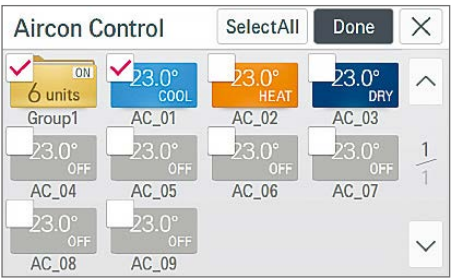 Aircon Control SelectAll Done
ON 23.0° 23.0° 23.0°
6 units COOL HEAT DRY
Group1 AC_01 AC_02 AC_03
23.0° 23.0° 23.0° 23.0° 1
OFF OFF OFF OFF 1
AC_04 AC_05 AC_06 AC_07
23.0° 23.0°
OFF OFF
AC_08 AC_09